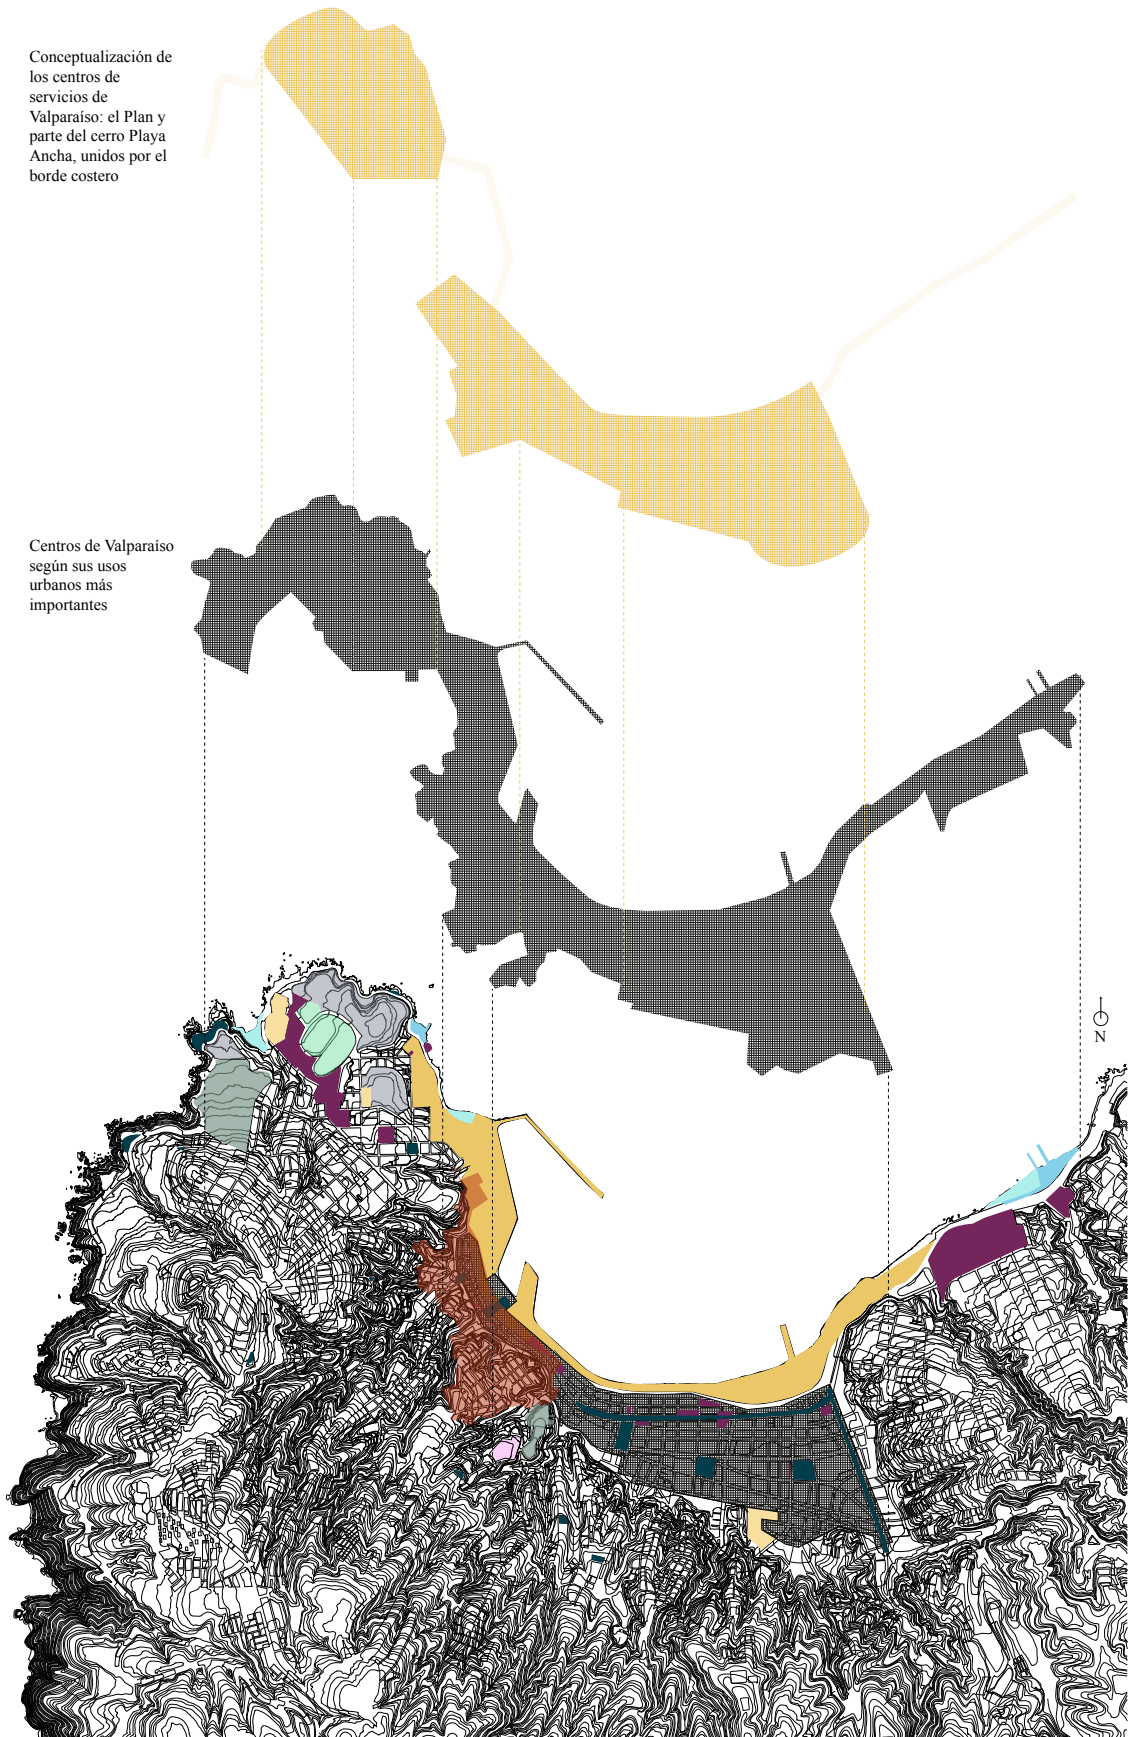 Conceptualización de
los centros de
servicios de
Valparaíso: el Plan y
parte del cerro Playa
Ancha, unidos por el
borde costero
Centros de Valparaíso
según sus usos
urbanos más
importantes
N